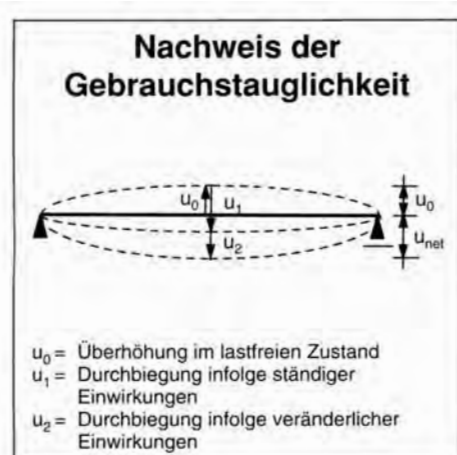 Nachweis der
Gebrauchstauglichkeit
u₀ u₁ u₀
u₂ uₙₑₜ
u₀ = Überhöhung im lastfreien Zustand
u₁ = Durchbiegung infolge ständiger
Einwirkungen
u₂ = Durchbiegung infolge veränderlicher
Einwirkungen